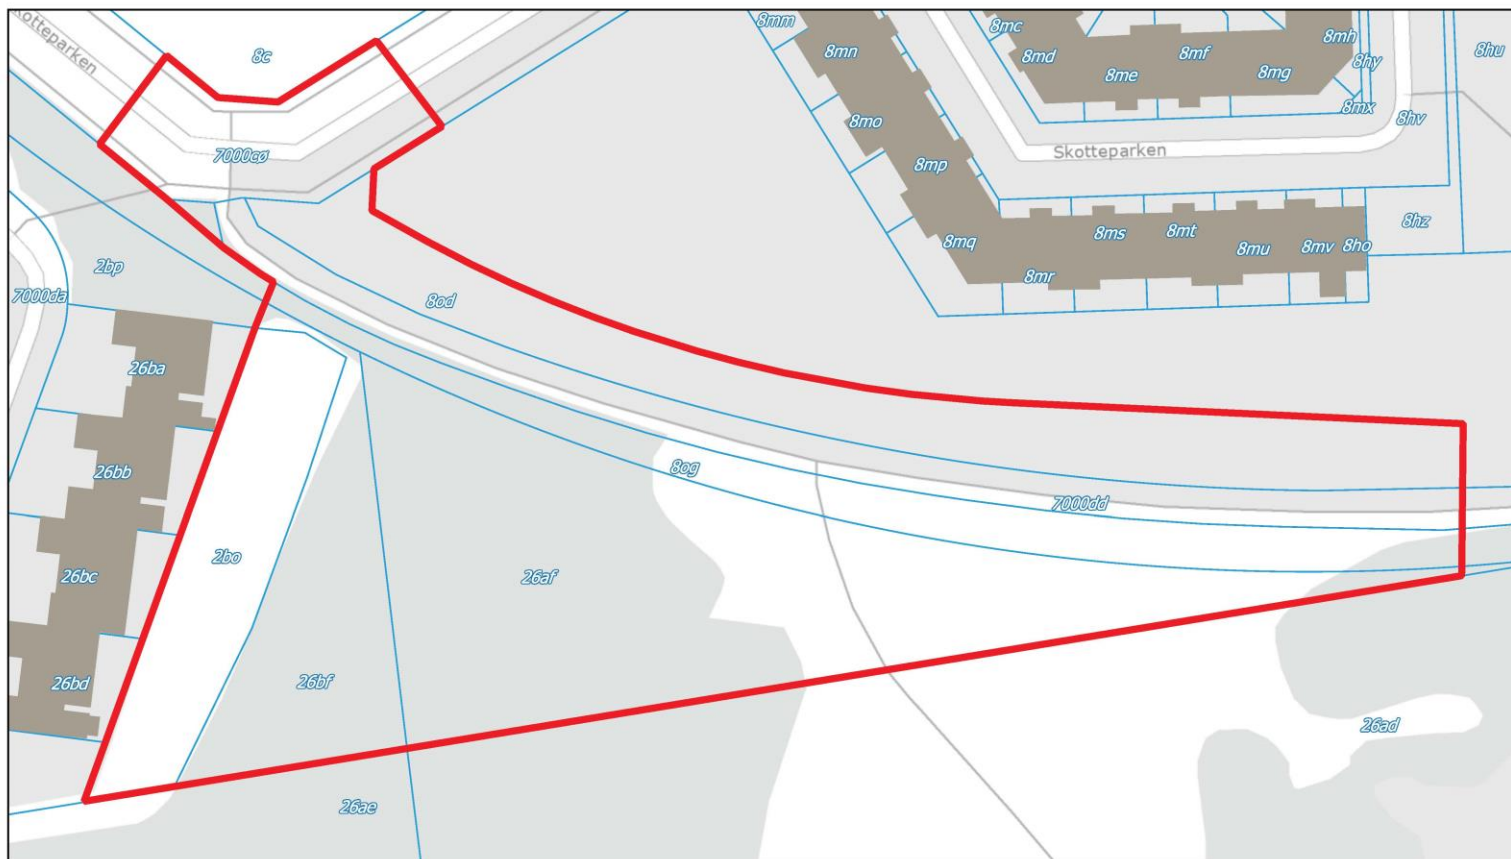 Skotteparken
8c
8mm
8mn
8mc
8md
8me
8mf
8mg
8mh
8hy
8mx
8hu
8hv
8mo
7000cø
8mp
Skotteparken
8hz
8mq
8ms
8mt
8mu
8mv
8ho
8mr
2bp
7000da
8od
26ba
26bb
8og
7000dd
2bo
26bc
26af
26bd
26bf
26ad
26ae